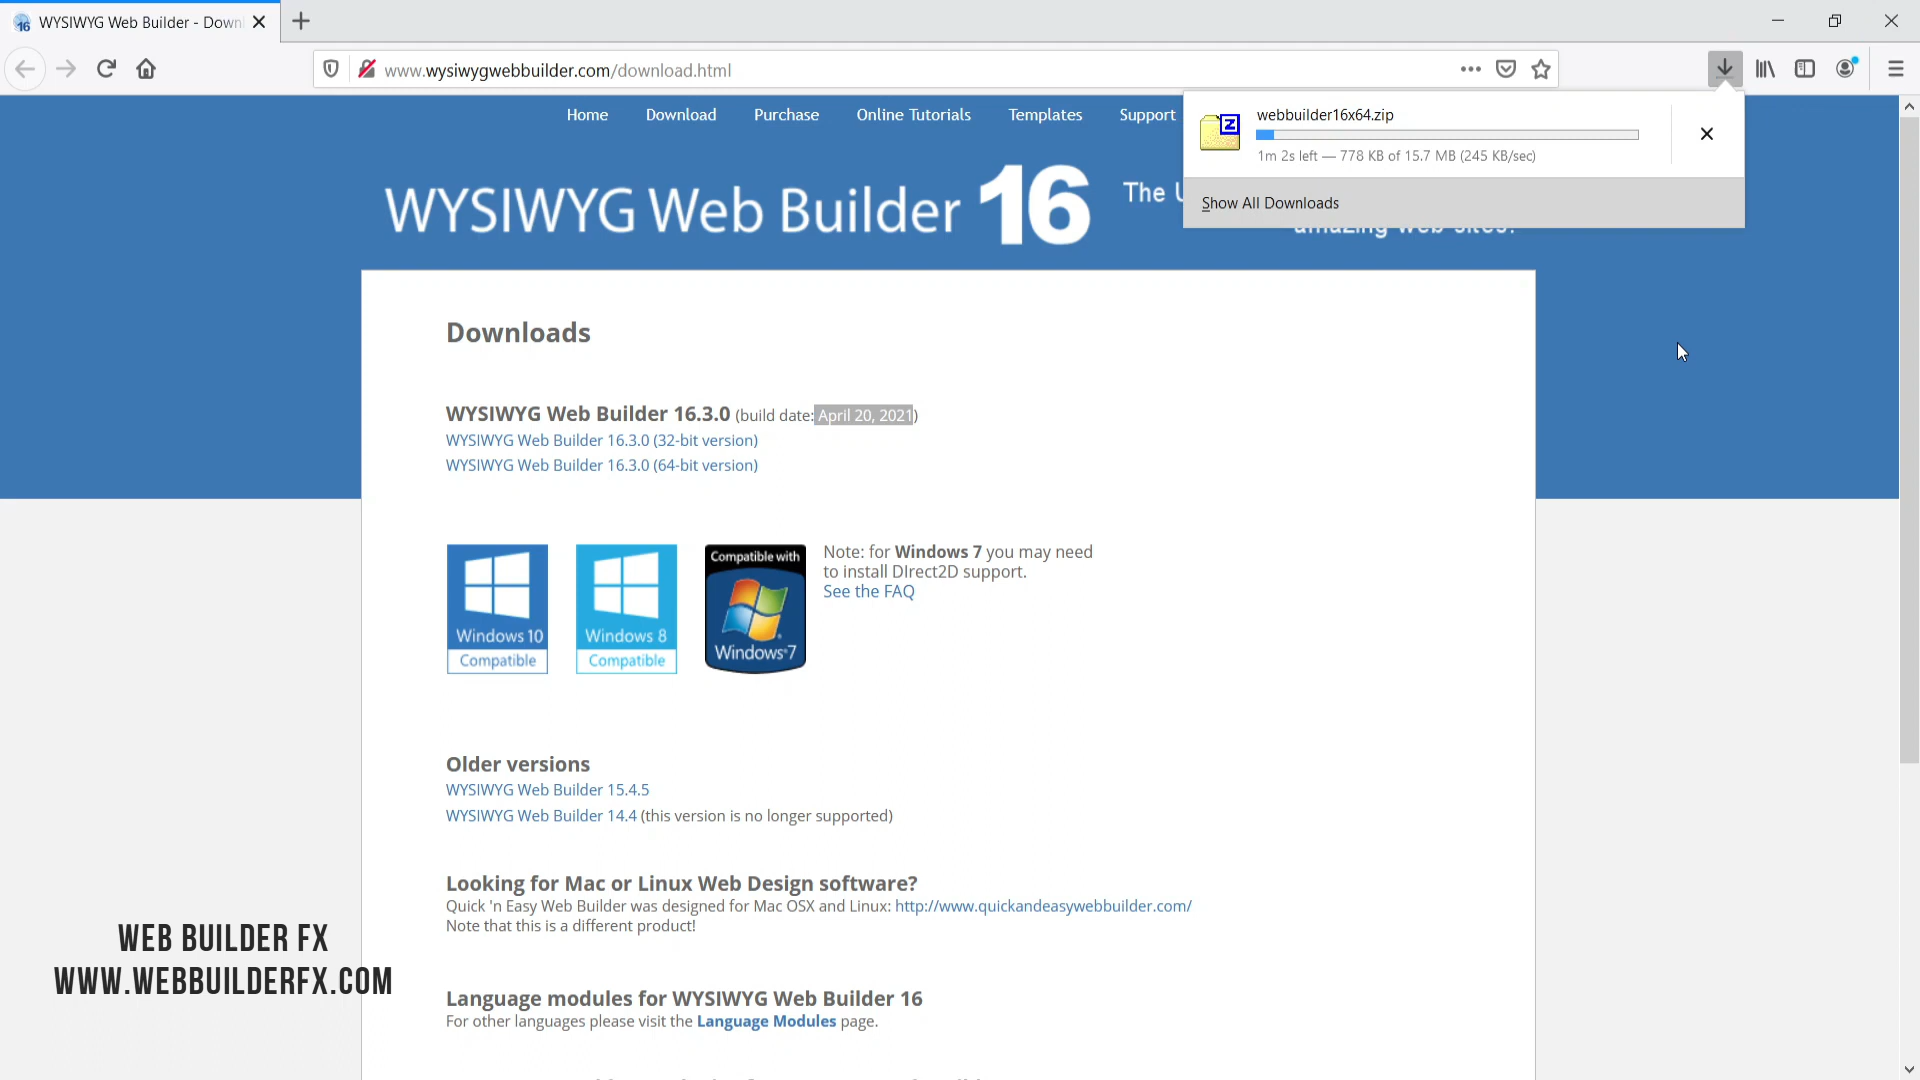 16 WYSIWYG Web Builder - Down
www.wysiwygwebbuilder.com/download.html
Home Download Purchase Online Tutorials Templates Support
webbuilder16x64.zip
1m 2s left — 778 KB of 15.7 MB (245 KB/sec)
Show All Downloads
WYSIWYG Web Builder 16
The
amazing web sites!
Downloads
WYSIWYG Web Builder 16.3.0 (build date: April 20, 2021)
WYSIWYG Web Builder 16.3.0 (32-bit version)
WYSIWYG Web Builder 16.3.0 (64-bit version)
Windows 10
Compatible
Windows 8
Compatible
Compatible with
Windows 7
Note: for Windows 7 you may need
to install DIrect2D support.
See the FAQ
Older versions
WYSIWYG Web Builder 15.4.5
WYSIWYG Web Builder 14.4 (this version is no longer supported)
Looking for Mac or Linux Web Design software?
Quick 'n Easy Web Builder was designed for Mac OSX and Linux: http://www.quickandeasywebbuilder.com/
Note that this is a different product!
Language modules for WYSIWYG Web Builder 16
For other languages please visit the Language Modules page.
WEB BUILDER FX
WWW.WEBBUILDERFX.COM